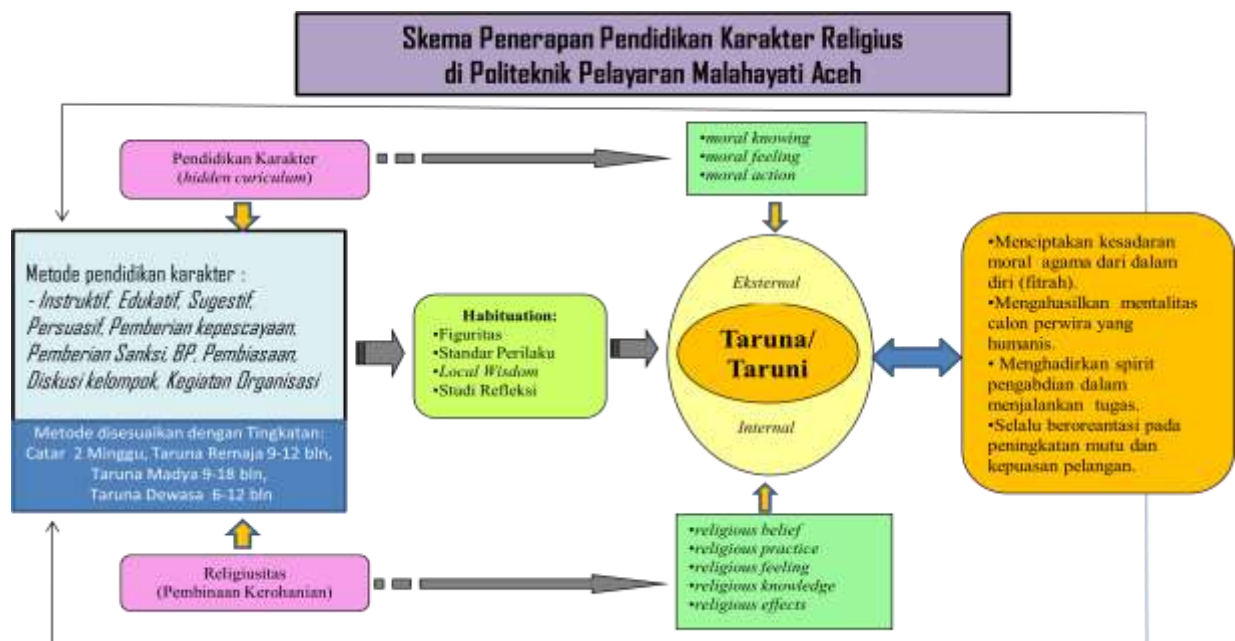 Skema Penerapan Pendidikan Karakter Religius
di Politeknik Pelayaran Malahayati Aceh
Pendidikan Karakter
(hidden curiculum)
•moral knowing
•moral feeling
•moral action
Metode pendidikan karakter :
- Instruktif, Edukatif, Sugestif,
Persuasif, Pemberian kepescayaan,
Pemberian Sanksi, BP, Pembiasaan,
Diskusi kelompok, Kegiatan Organisasi
Metode disesuaikan dengan Tingkatan:
Catar 2 Minggu, Taruna Remaja 9-12 bln,
Taruna Madya 9-18 bln,
Taruna Dewasa 6-12 bln
Habituation:
•Figuritas
•Standar Perilaku
•Local Wisdom
•Studi Refleksi
Eksternal
Taruna/
Taruni
Internal
•Menciptakan kesadaran
moral agama dari dalam
diri (fitrah).
•Mengahasilkan mentalitas
calon perwira yang
humanis.
• Menghadirkan spirit
pengabdian dalam
menjalankan tugas.
•Selalu beroreantasi pada
peningkatan mutu dan
kepuasan pelangan.
Religiusitas
(Pembinaan Kerohanian)
•religious belief
•religious practice
•religious feeling
•religious knowledge
•religious effects